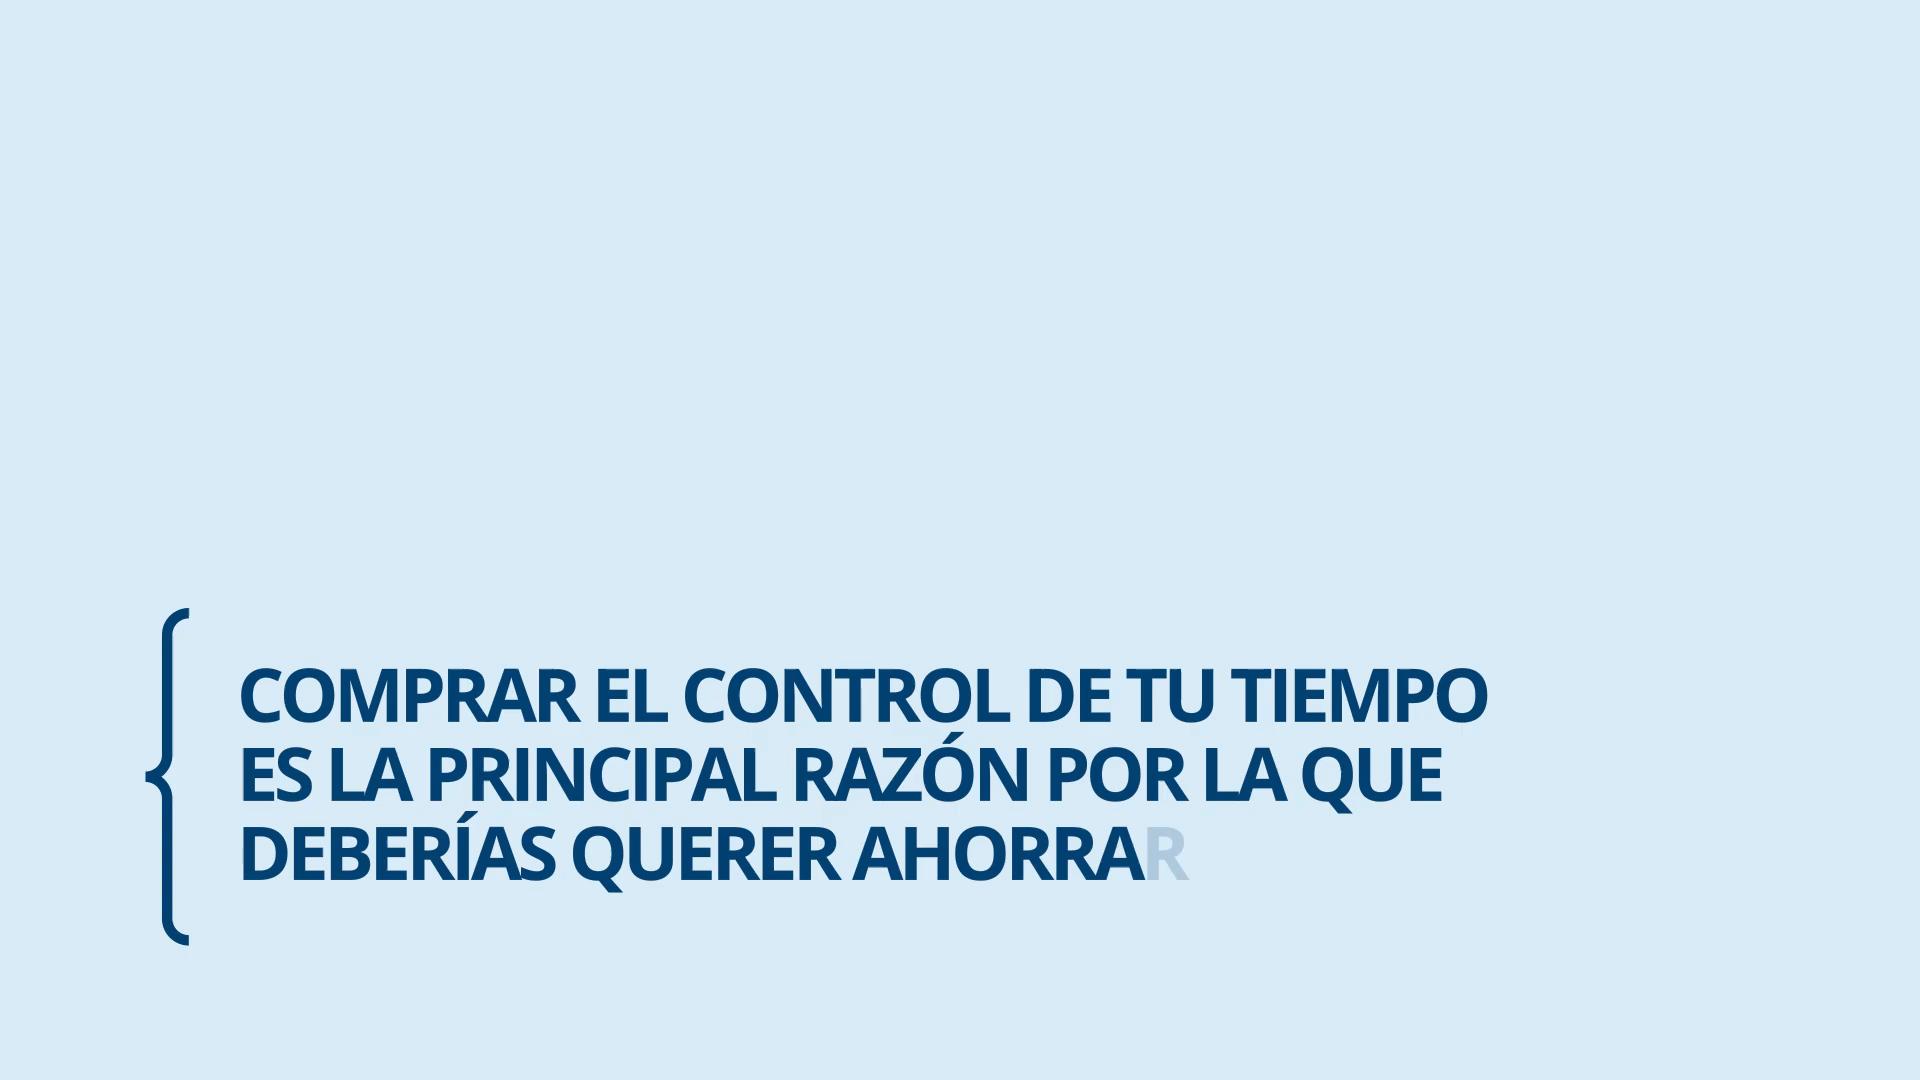 COMPRAR EL CONTROL DE TU TIEMPO
ES LA PRINCIPAL RAZÓN POR LA QUE
DEBERÍAS QUERER AHORRAR